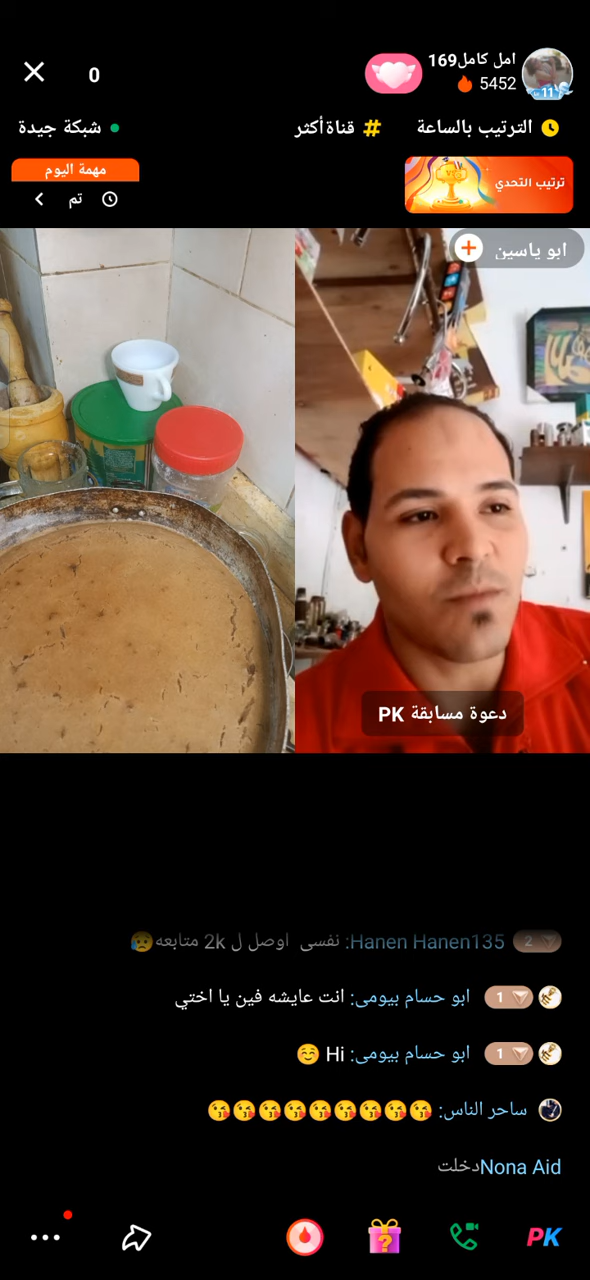 امل كامل169
5452
11
0
الترتيب بالساعة
# قناة أكثر
شبكة جيدة
ترتيب التحدي
مهمة اليوم
تم
ابو ياسين
دعوة مسابقة PK
2 Hanen Hanen135: نفسى اوصل ل 2k متابعه😥
1 ابو حسام بيومى: انت عايشه فين يا اختي
1 ابو حسام بيومى: Hi ☺️
ساحر الناس: 😘😘😘😘😘😘😘😘😘
Nona Aidدخلت
PK